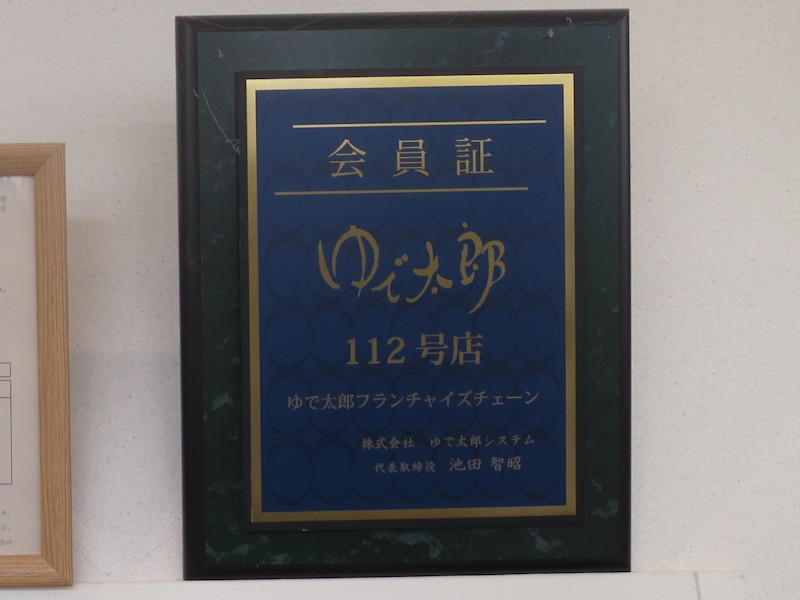 会員証
ゆで太郎
112号店
ゆで太郎フランチャイズチェーン
株式会社 ゆで太郎システム
代表取締役 池田 智昭